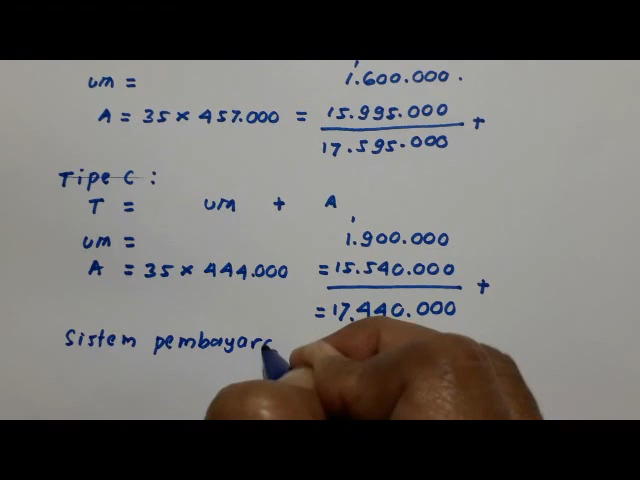 um = 1.600.000.
A = 35 × 457.000 = 15.995.000 +
17.595.000
Tipe C :
T = um + A
um = 1.900.000
A = 35 × 444.000 = 15.540.000 +
= 17.440.000
Sistem